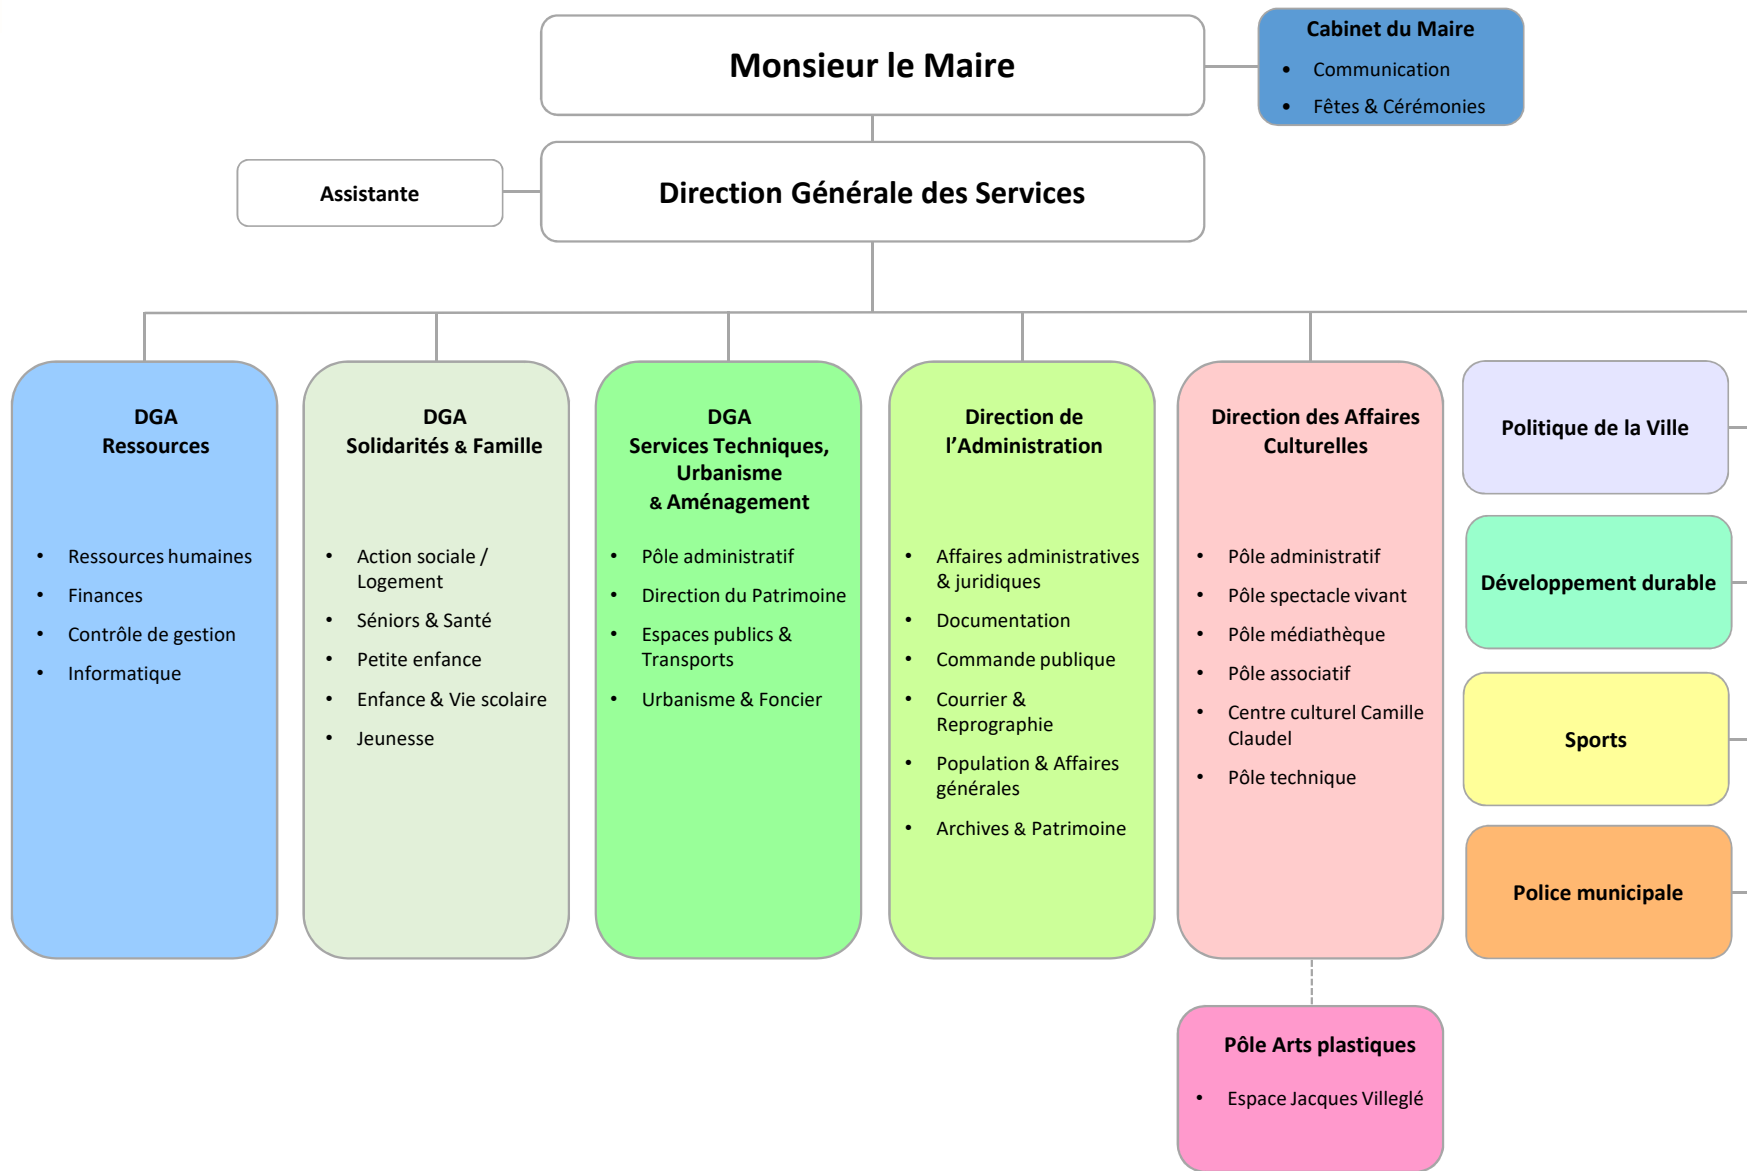 Monsieur le Maire
Cabinet du Maire
• Communication
• Fêtes & Cérémonies
Assistante
Direction Générale des Services
DGA
Ressources
• Ressources humaines
• Finances
• Contrôle de gestion
• Informatique
DGA
Solidarités & Famille
• Action sociale /
Logement
• Séniors & Santé
• Petite enfance
• Enfance & Vie scolaire
• Jeunesse
DGA
Services Techniques,
Urbanisme
& Aménagement
• Pôle administratif
• Direction du Patrimoine
• Espaces publics &
Transports
• Urbanisme & Foncier
Direction de
l’Administration
• Affaires administratives
& juridiques
• Documentation
• Commande publique
• Courrier &
Reprographie
• Population & Affaires
générales
• Archives & Patrimoine
Direction des Affaires
Culturelles
• Pôle administratif
• Pôle spectacle vivant
• Pôle médiathèque
• Pôle associatif
• Centre culturel Camille
Claudel
• Pôle technique
Politique de la Ville
Développement durable
Sports
Police municipale
Pôle Arts plastiques
• Espace Jacques Villeglé